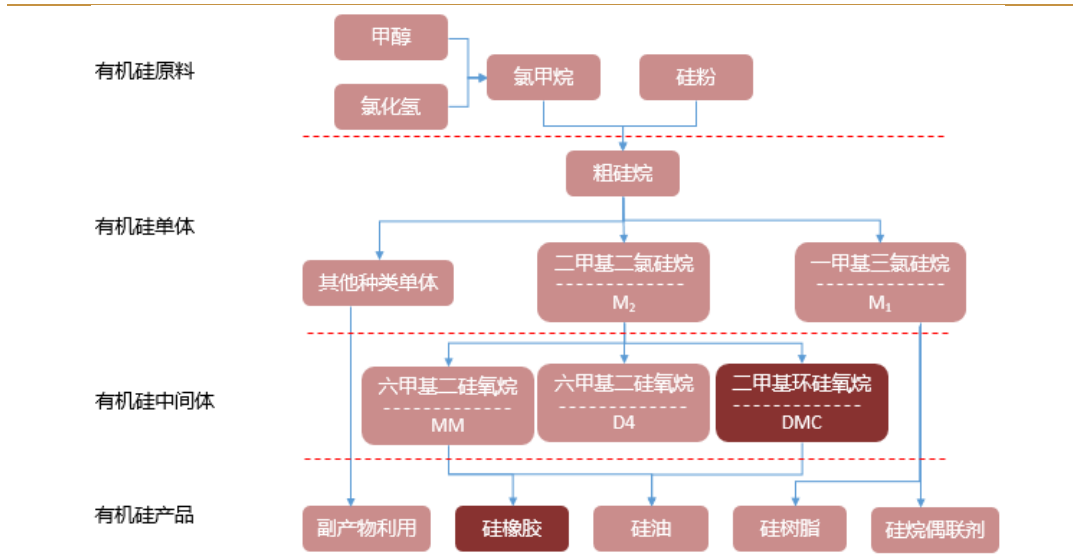 有机硅原料
甲醇
氯化氢
氯甲烷
硅粉
粗硅烷
有机硅单体
其他种类单体
二甲基二氯硅烷
M₂
一甲基三氯硅烷
M₁
有机硅中间体
六甲基二硅氧烷
MM
六甲基二硅氧烷
D4
二甲基环硅氧烷
DMC
有机硅产品
副产物利用
硅橡胶
硅油
硅树脂
硅烷偶联剂